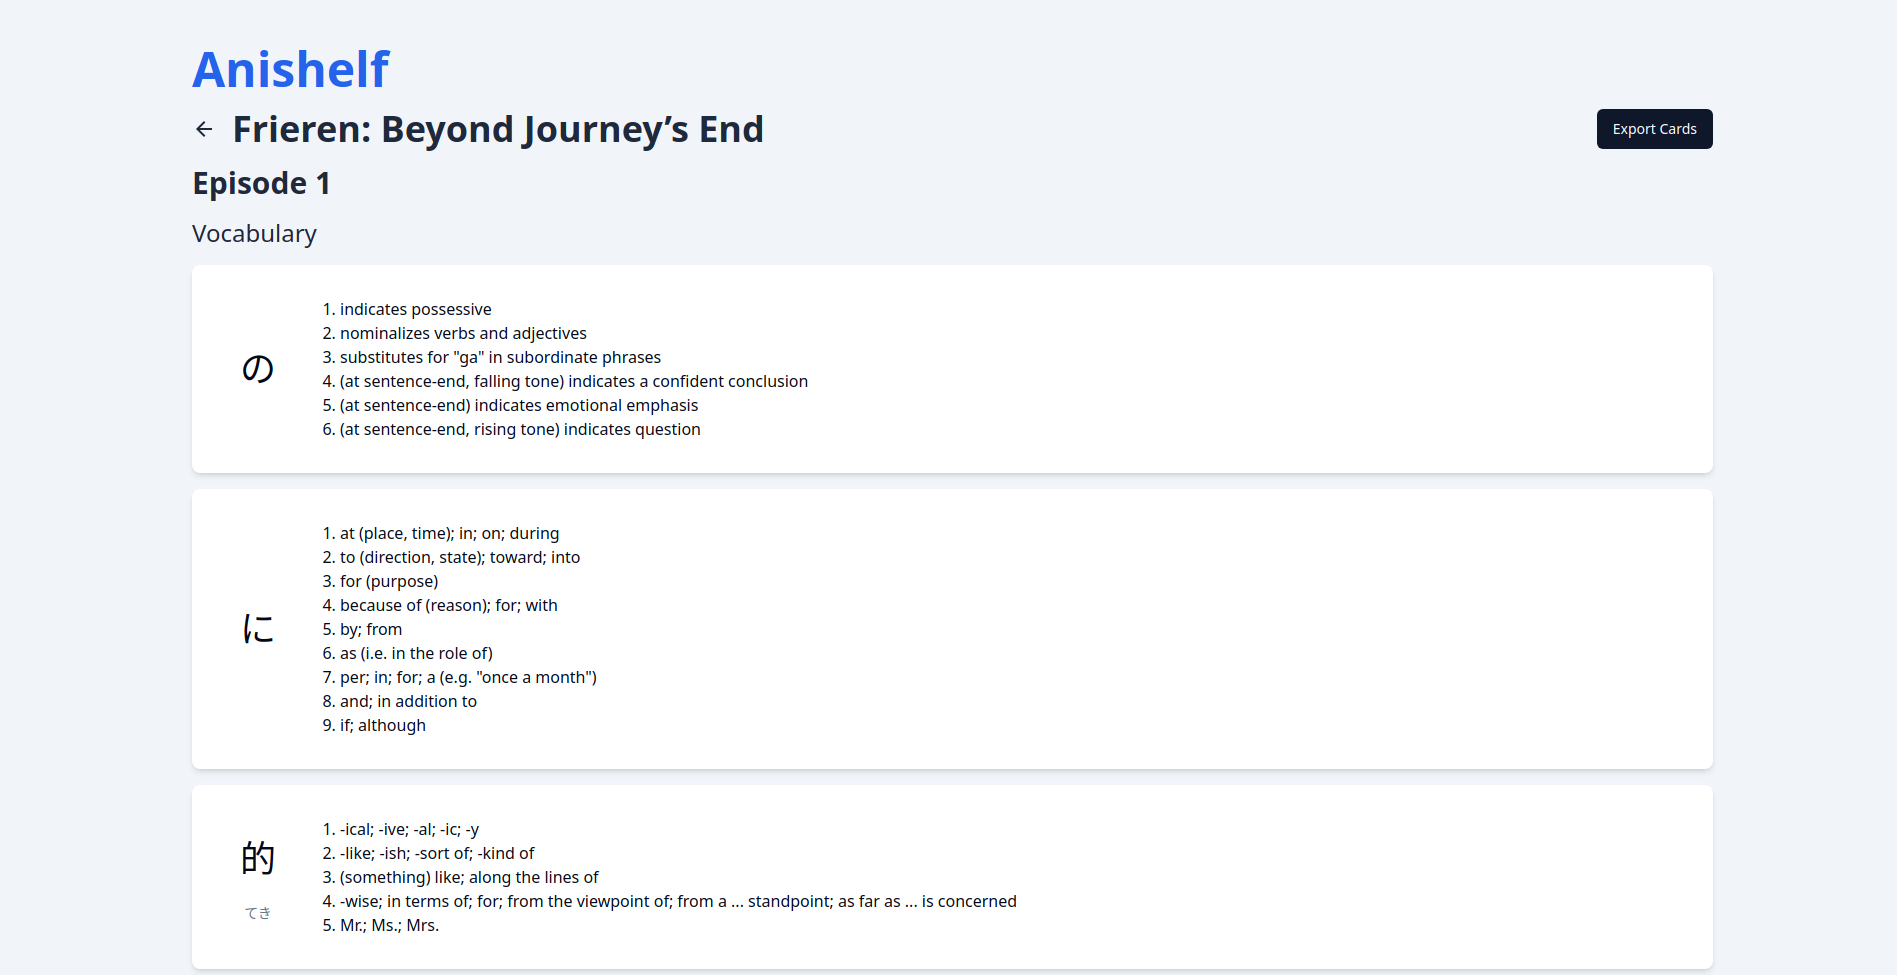 Anishelf
← Frieren: Beyond Journey’s End
Export Cards
Episode 1
Vocabulary
の
1. indicates possessive
2. nominalizes verbs and adjectives
3. substitutes for "ga" in subordinate phrases
4. (at sentence-end, falling tone) indicates a confident conclusion
5. (at sentence-end) indicates emotional emphasis
6. (at sentence-end, rising tone) indicates question
に
1. at (place, time); in; on; during
2. to (direction, state); toward; into
3. for (purpose)
4. because of (reason); for; with
5. by; from
6. as (i.e. in the role of)
7. per; in; for; a (e.g. "once a month")
8. and; in addition to
9. if; although
的
てき
1. -ical; -ive; -al; -ic; -y
2. -like; -ish; -sort of; -kind of
3. (something) like; along the lines of
4. -wise; in terms of; for; from the viewpoint of; from a ... standpoint; as far as ... is concerned
5. Mr.; Ms.; Mrs.